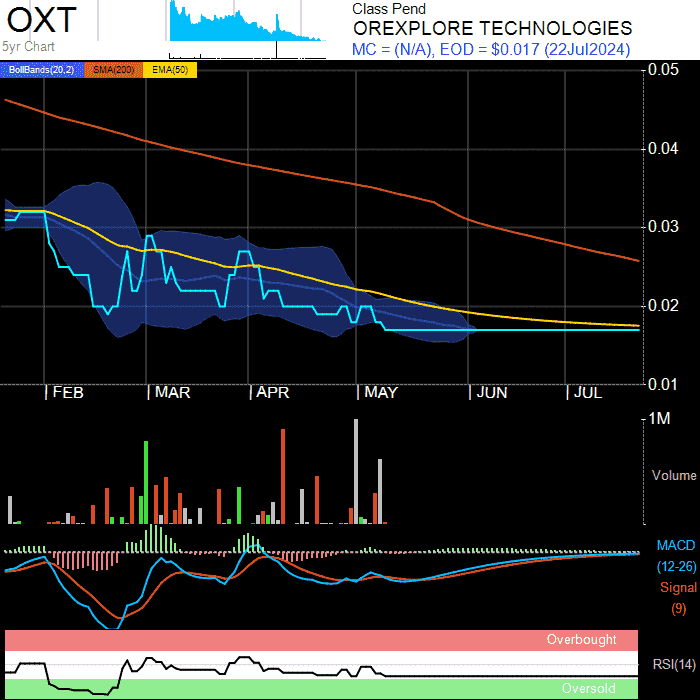 OXT
5yr Chart
Class Pend
OREXPLORE TECHNOLOGIES
MC = (N/A), EOD = $0.017 (22Jul2024)
BollBands(20,2) SMA(200) EMA(50)
0.05
0.04
0.03
0.02
0.01
FEB MAR APR MAY JUN JUL
1M
Volume
MACD
(12-26)
Signal
(9)
Overbought
RSI(14)
Oversold